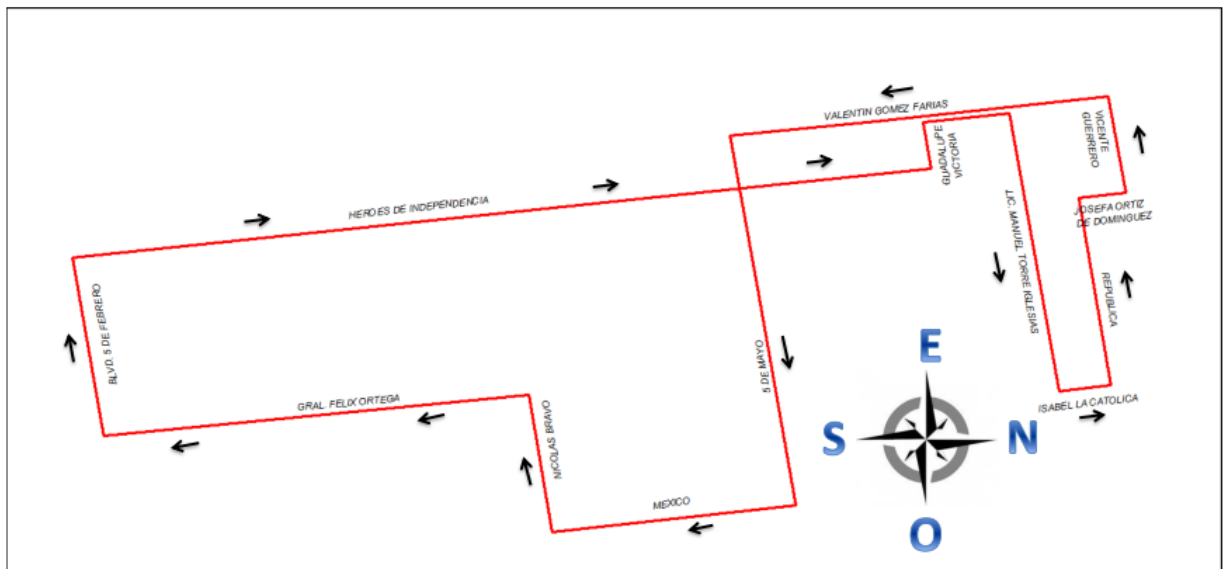 VALENTIN GOMEZ FARIAS
VICENTE
GUERRERO
GUADALUPE
VICTORIA
HEROES DE INDEPENDENCIA
JOSEFA ORTIZ
DE DOMINGUEZ
LIC. MANUEL TORRE IGLESIAS
REPUBLICA
BLVD. 5 DE FEBRERO
5 DE MAYO
GRAL. FELIX ORTEGA
NICOLAS BRAVO
ISABEL LA CATOLICA
MEXICO
E
S
N
O